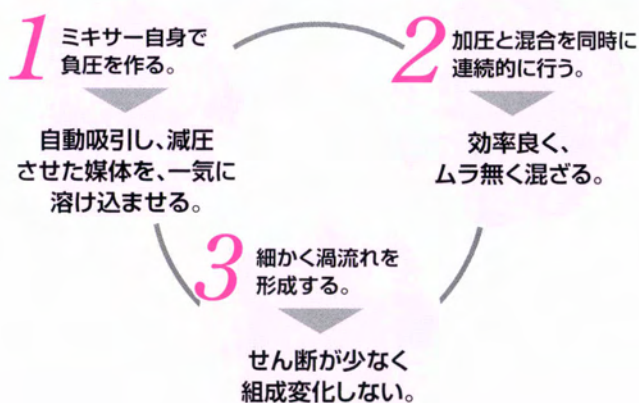 1
ミキサー自身で
負圧を作る。
自動吸引し、減圧
させた媒体を、一気に
溶け込ませる。
2
加圧と混合を同時に
連続的に行う。
効率良く、
ムラ無く混ざる。
3
細かく渦流れを
形成する。
せん断が少なく
組成変化しない。